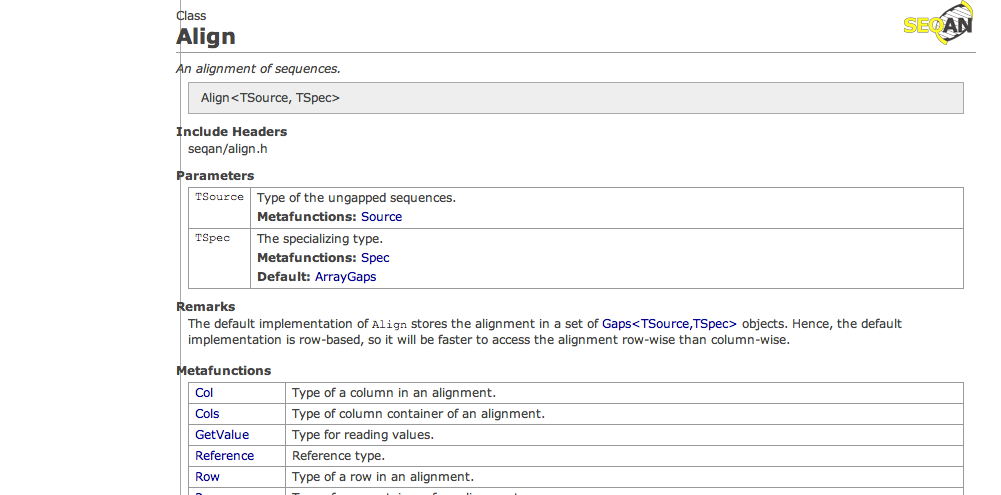 Class
Align
SEQAN
An alignment of sequences.
Align<TSource, TSpec>
Include Headers
seqan/align.h
Parameters
TSource Type of the ungapped sequences.
Metafunctions: Source
TSpec The specializing type.
Metafunctions: Spec
Default: ArrayGaps
Remarks
The default implementation of Align stores the alignment in a set of Gaps<TSource,TSpec> objects. Hence, the default
implementation is row-based, so it will be faster to access the alignment row-wise than column-wise.
Metafunctions
Col Type of a column in an alignment.
Cols Type of column container of an alignment.
GetValue Type for reading values.
Reference Reference type.
Row Type of a row in an alignment.